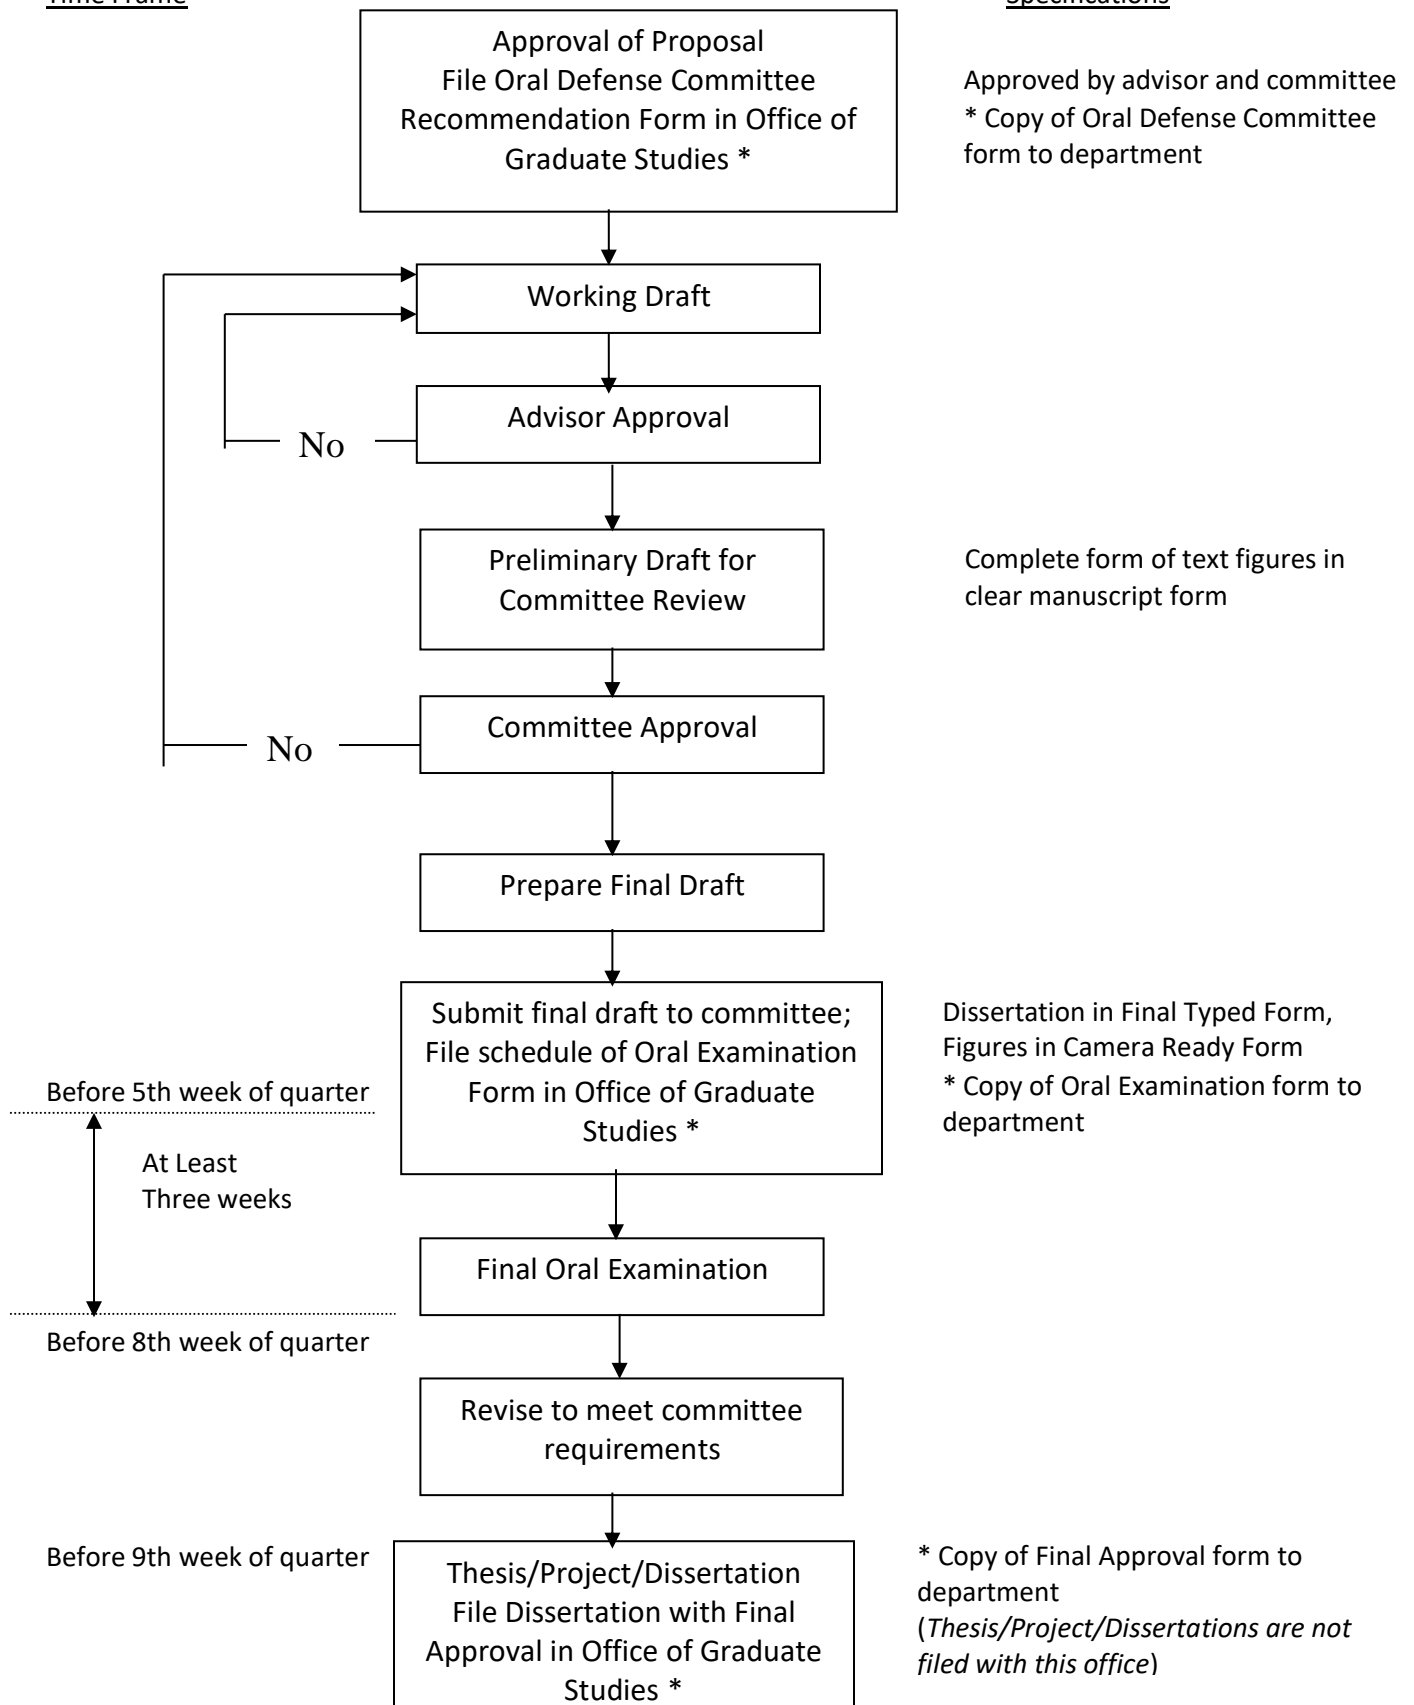 Time Frame
Specifications
Approval of Proposal
File Oral Defense Committee
Recommendation Form in Office of
Graduate Studies *
Approved by advisor and committee
* Copy of Oral Defense Committee
form to department
Working Draft
Advisor Approval
No
Preliminary Draft for
Committee Review
Complete form of text figures in
clear manuscript form
Committee Approval
No
Prepare Final Draft
Submit final draft to committee;
File schedule of Oral Examination
Form in Office of Graduate
Studies *
Dissertation in Final Typed Form,
Figures in Camera Ready Form
* Copy of Oral Examination form to
department
Before 5th week of quarter
At Least
Three weeks
Final Oral Examination
Before 8th week of quarter
Revise to meet committee
requirements
Before 9th week of quarter
Thesis/Project/Dissertation
File Dissertation with Final
Approval in Office of Graduate
Studies *
* Copy of Final Approval form to
department
(Thesis/Project/Dissertations are not
filed with this office)